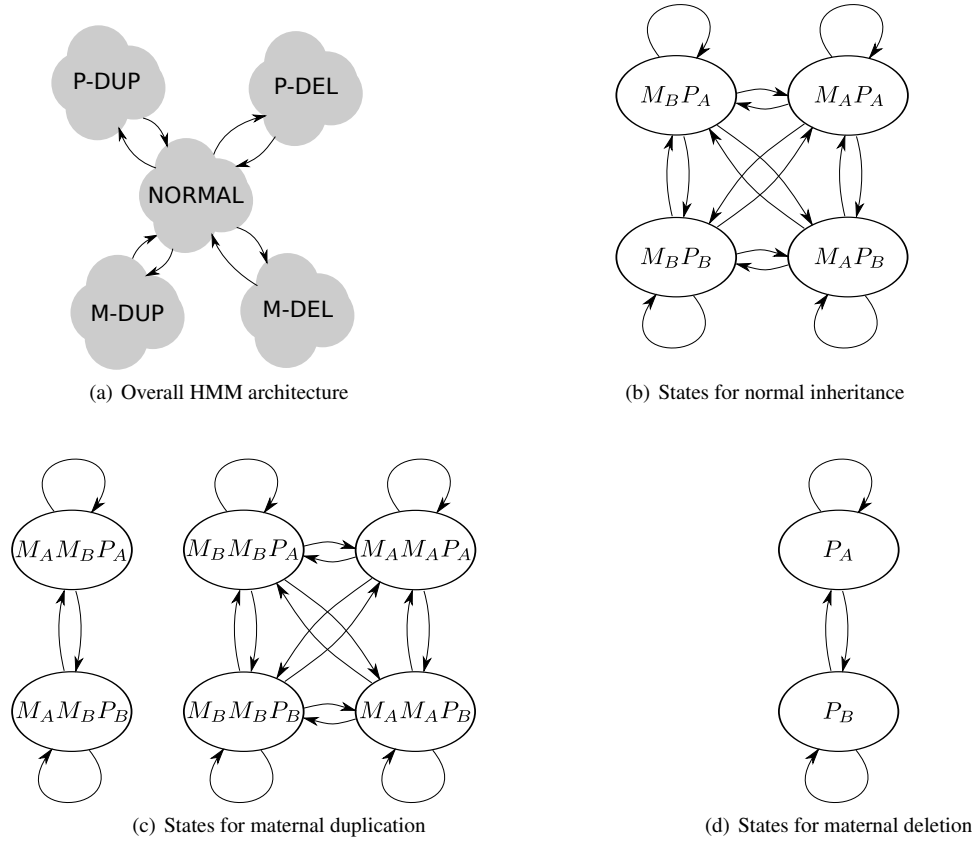 P-DUP
P-DEL
NORMAL
M-DUP
M-DEL
(a) Overall HMM architecture
M_B P_A
M_A P_A
M_B P_B
M_A P_B
(b) States for normal inheritance
M_A M_B P_A
M_B M_B P_A
M_A M_A P_A
M_A M_B P_B
M_B M_B P_B
M_A M_A P_B
(c) States for maternal duplication
P_A
P_B
(d) States for maternal deletion